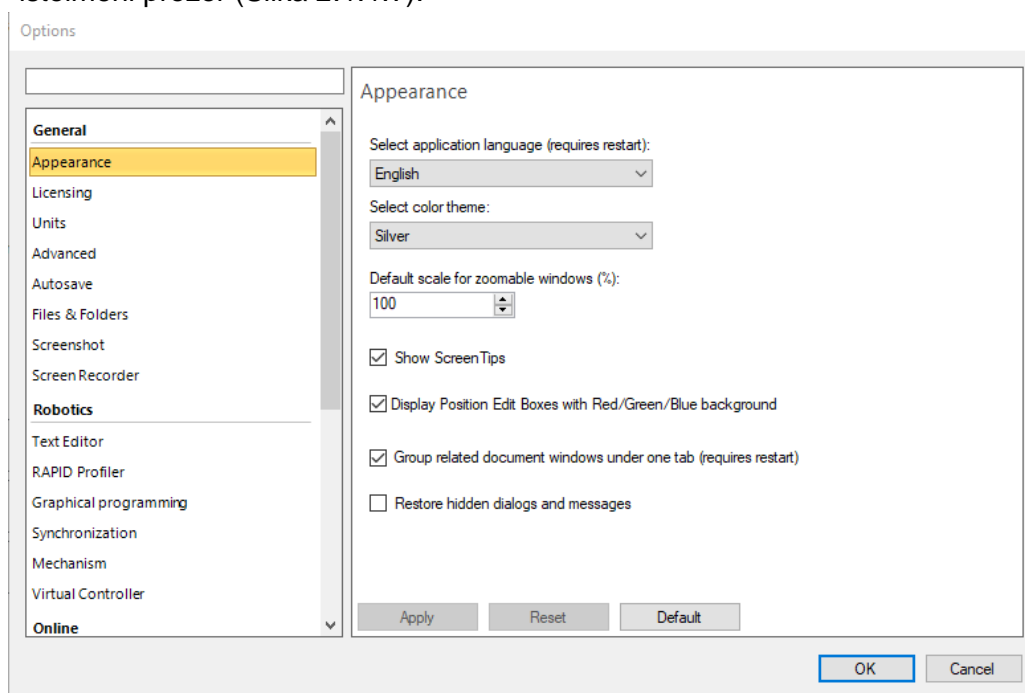 Options
General
Appearance
Licensing
Units
Advanced
Autosave
Files & Folders
Screenshot
Screen Recorder
Robotics
Text Editor
RAPID Profiler
Graphical programming
Synchronization
Mechanism
Virtual Controller
Online
Appearance
Select application language (requires restart):
English
Select color theme:
Silver
Default scale for zoomable windows (%):
100
Show ScreenTips
Display Position Edit Boxes with Red/Green/Blue background
Group related document windows under one tab (requires restart)
Restore hidden dialogs and messages
Apply Reset Default
OK Cancel